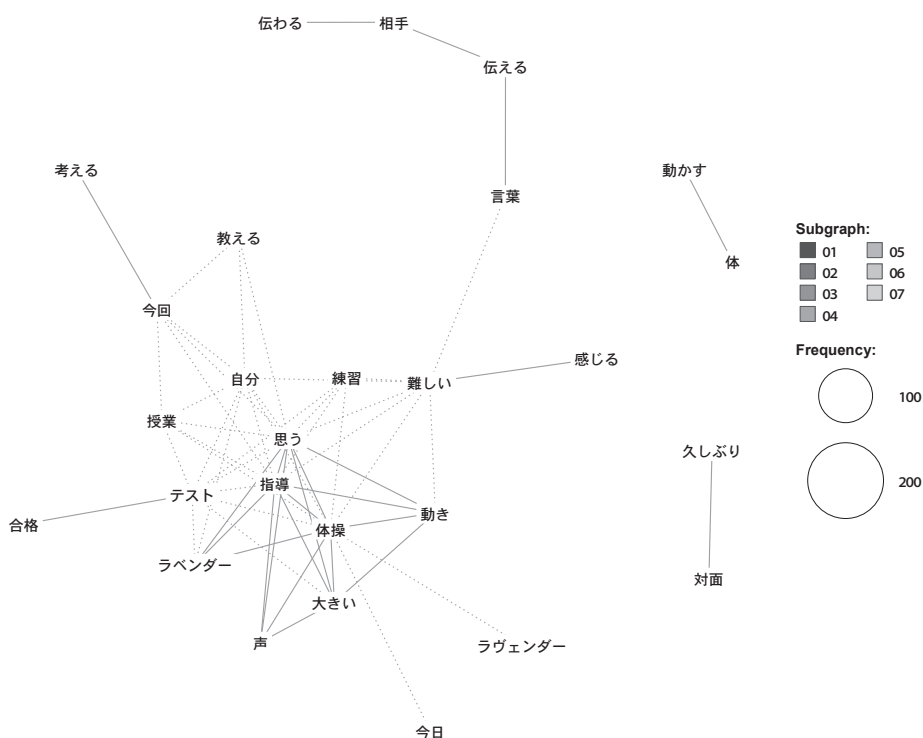 伝わる
相手
伝える
考える
動かす
言葉
教える
体
今回
感じる
自分
練習
難しい
授業
思う
久しぶり
指導
テスト
動き
合格
体操
ラベンダー
対面
大きい
声
ラヴェンダー
今日
Subgraph:
01
05
02
06
03
07
04
Frequency:
100
200